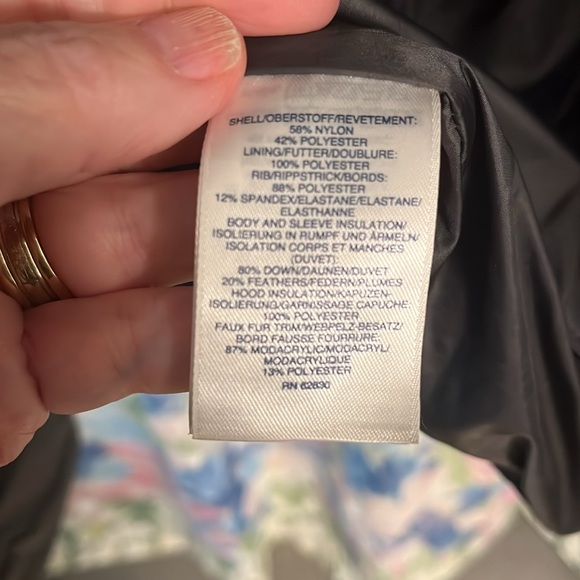 SHELL/OBERSTOFF/REVETEMENT:
58% NYLON
42% POLYESTER
LINING/FUTTER/DOUBLURE:
100% POLYESTER
RIB/RIPPSTRICK/BORDS:
88% POLYESTER
12% SPANDEX/ELASTANE/ELASTANE/
ELASTHANNE
BODY AND SLEEVE INSULATION/
ISOLIERUNG IN RUMPF UND ÄRMELN/
ISOLATION CORPS ET MANCHES
(DUVET):
80% DOWN/DAUNEN/DUVET
20% FEATHERS/FEDERN/PLUMES
HOOD INSULATION/KAPUZEN-
ISOLIERUNG/GARNISSAGE CAPUCHE:
100% POLYESTER
FAUX FUR TRIM/WEBPELZ-BESATZ/
BORD FAUSSE FOURRURE:
87% MODACRYLIC/MODACRYL/
MODACRYLIQUE
13% POLYESTER
RN 62630